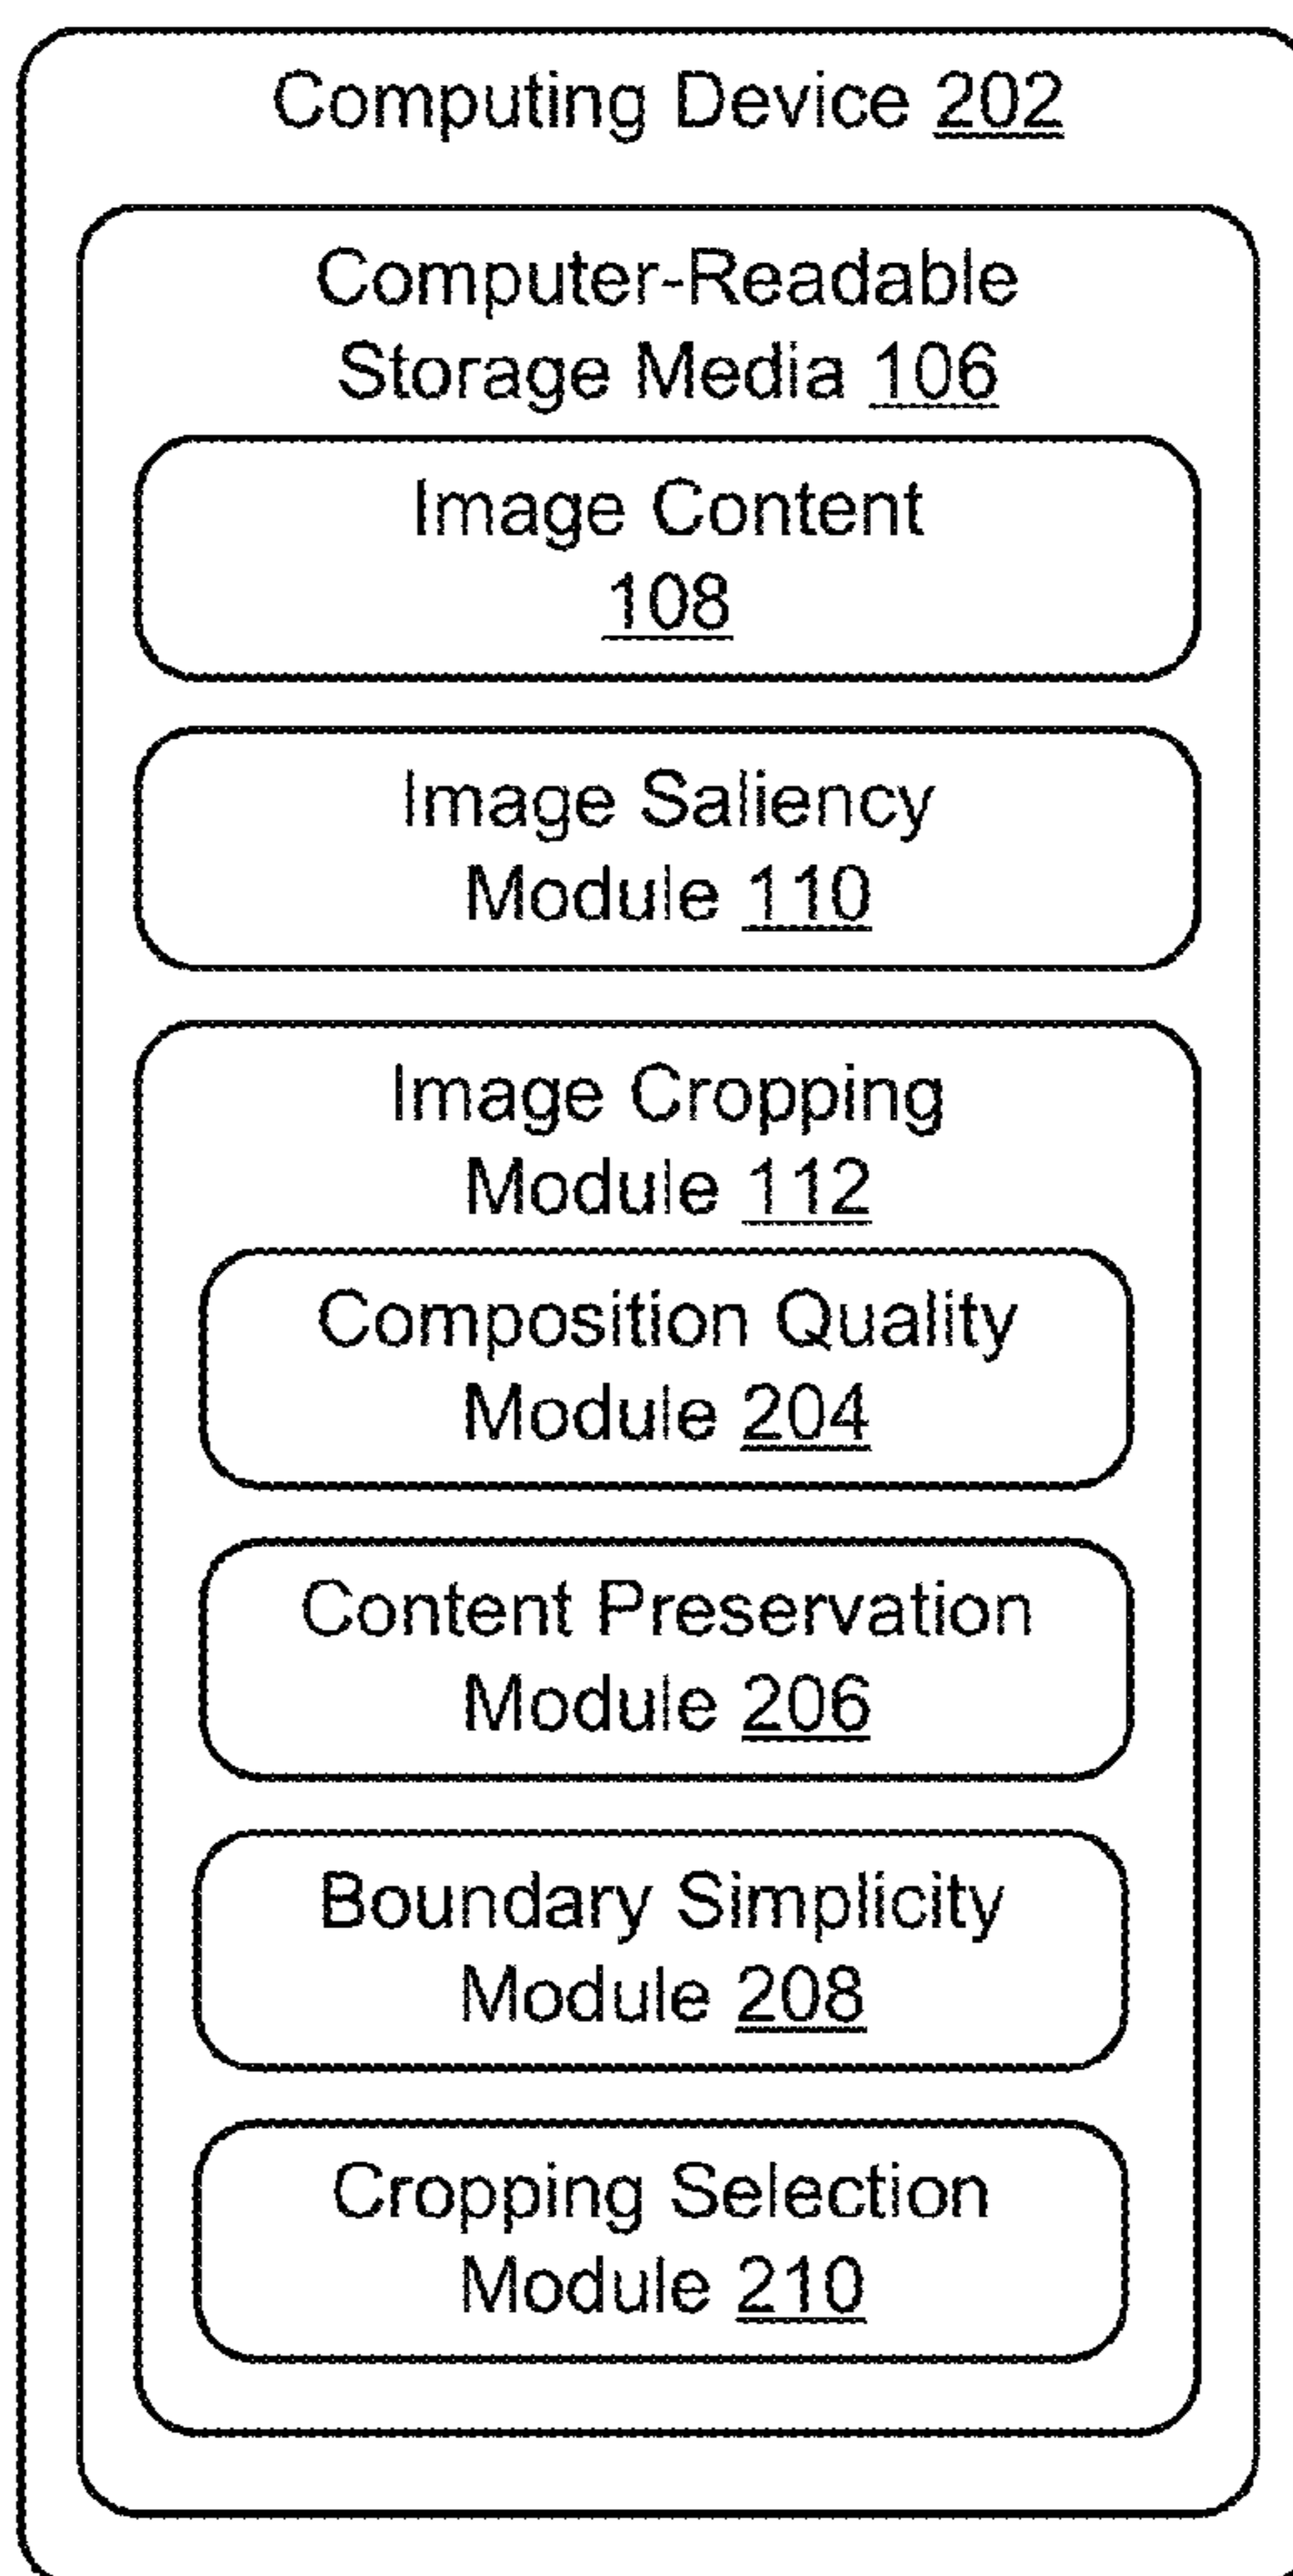 Computing Device 202
Computer-Readable
Storage Media 106
Image Content
108
Image Saliency
Module 110
Image Cropping
Module 112
Composition Quality
Module 204
Content Preservation
Module 206
Boundary Simplicity
Module 208
Cropping Selection
Module 210